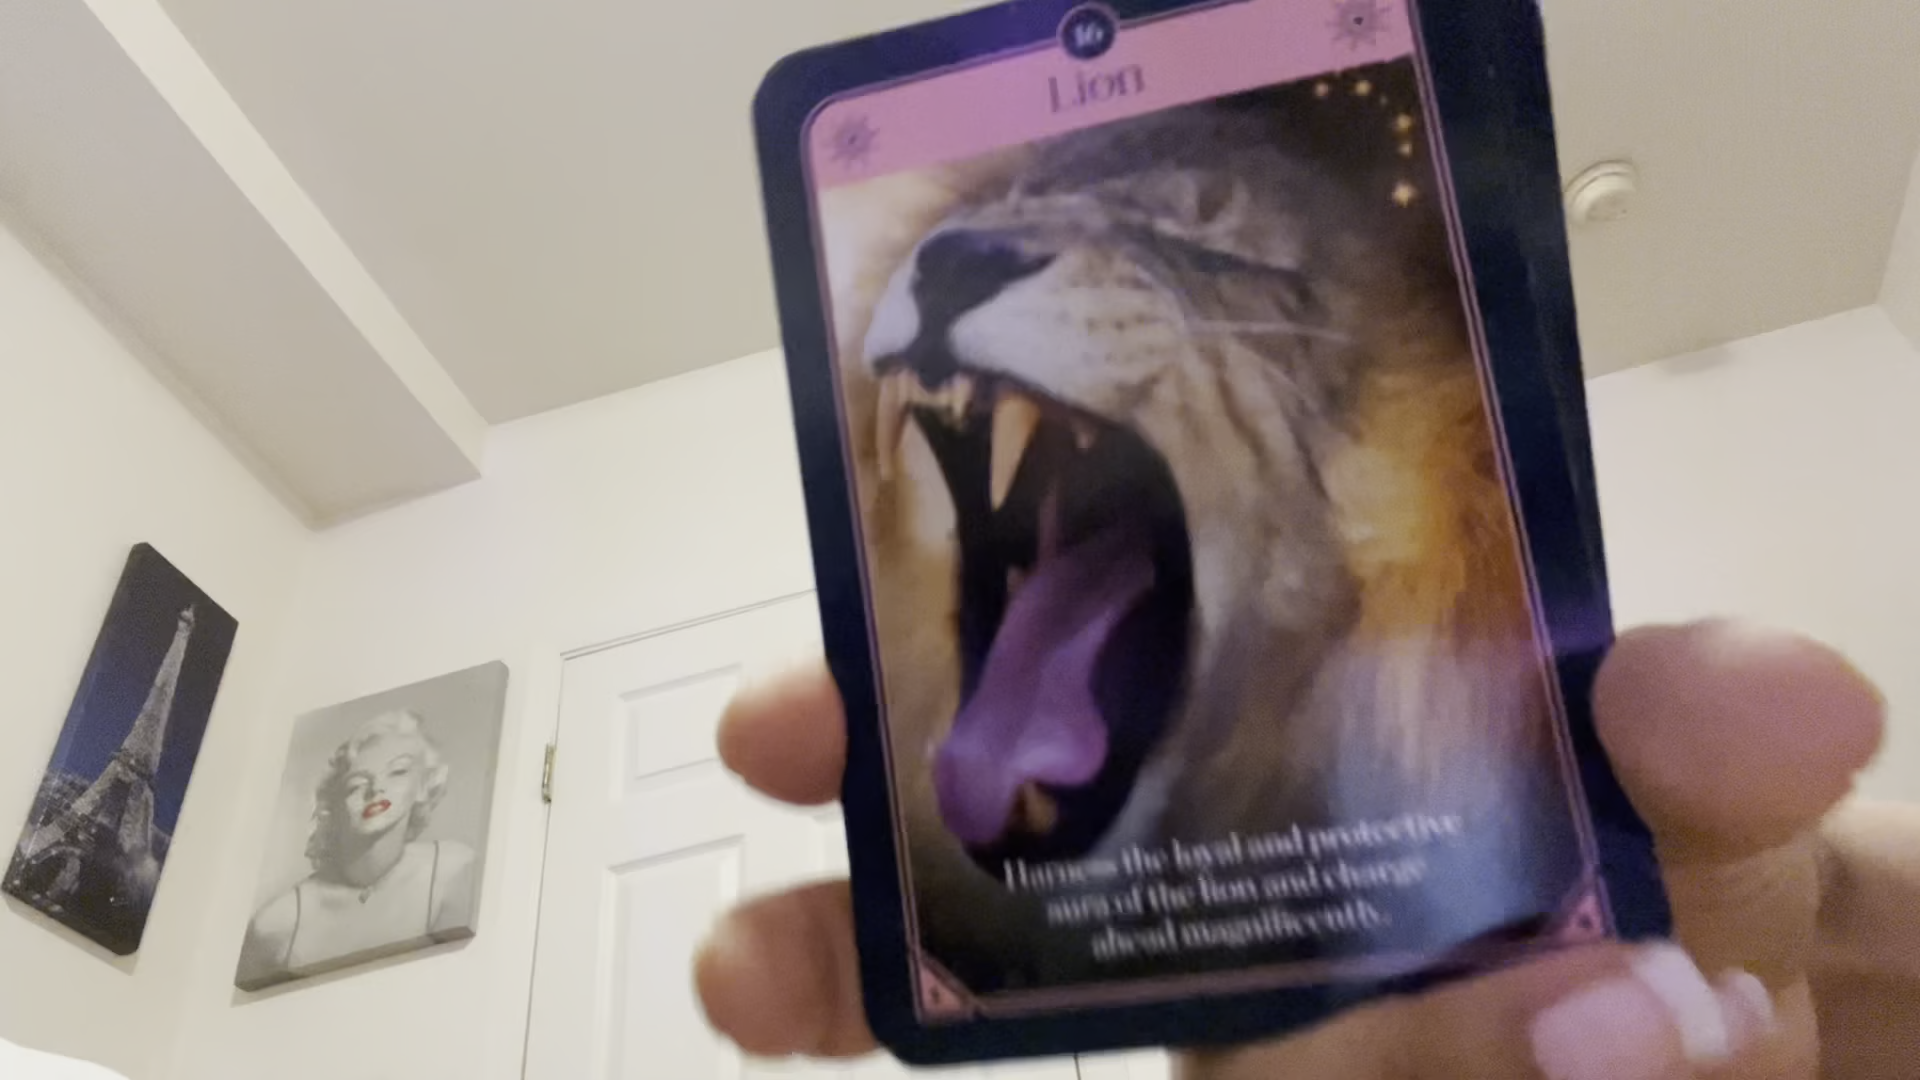 16
Lion
Harness the loyal and protective
aura of the lion and charge
ahead magnificently.